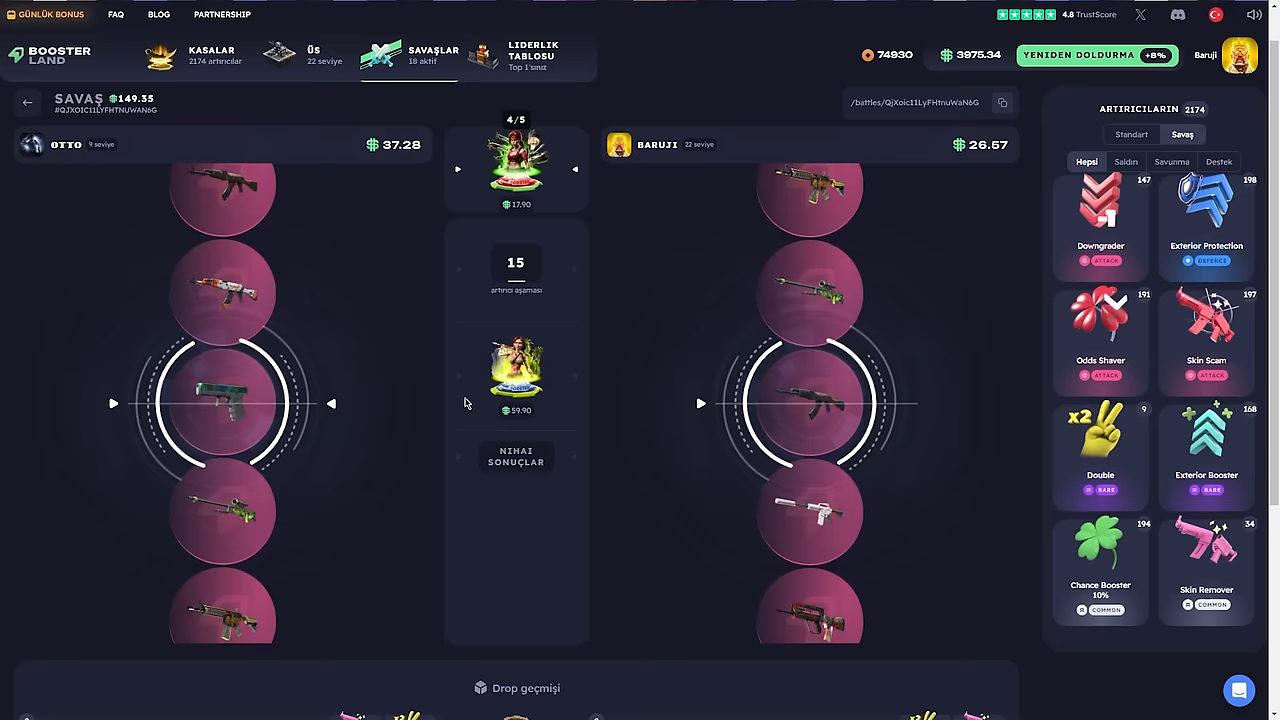 GÜNLÜK BONUS FAQ BLOG PARTNERSHIP 4.8 TrustScore
BOOSTER
LAND
KASALAR
2174 artırıcılar
ÜS
22 seviye
SAVAŞLAR
18 aktif
LIDERLIK
TABLOSU
Top 1'sınız
74930
3975.34
YENIDEN DOLDURMA +8%
Baruji
SAVAŞ 149.35
#QJXOIC11LYFHTNUWAN6G
/battles/QjXoic11LyFHtnuWaN6G
OTTO 9 seviye 37.28
4/5
17.90
BARUJI 22 seviye 26.57
15
artırıcı aşaması
59.90
NIHAI
SONUÇLAR
Drop geçmişi
ARTIRICILARIN 2174
Standart Savaş
Hepsi Saldırı Savunma Destek
147
Downgrader
ATTACK
198
Exterior Protection
DEFENCE
191
Odds Shaver
ATTACK
197
Skin Scam
ATTACK
x2
9
Double
RARE
168
Exterior Booster
RARE
194
Chance Booster
10%
COMMON
34
Skin Remover
COMMON